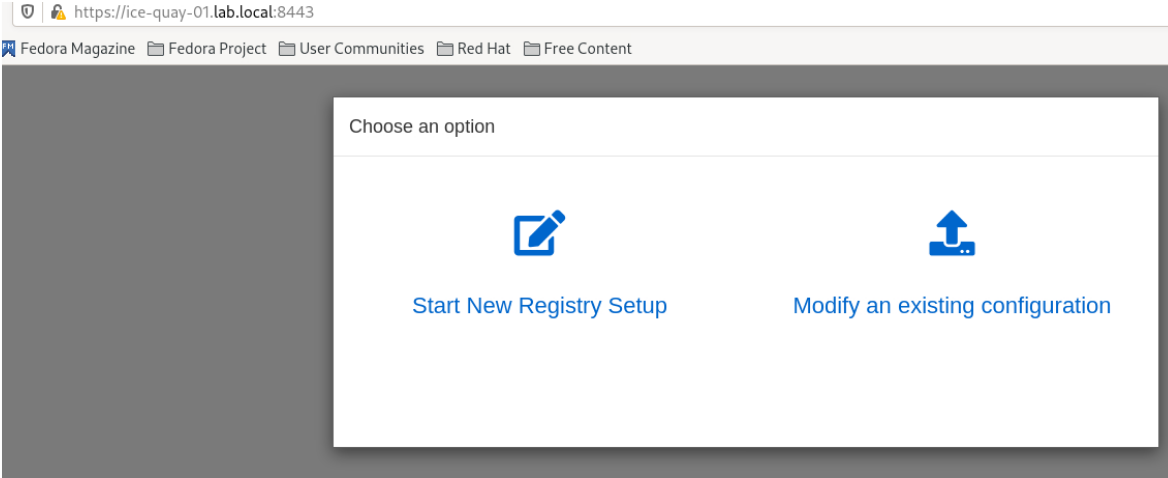 https://ice-quay-01.lab.local:8443
FM Fedora Magazine Fedora Project User Communities Red Hat Free Content
Choose an option
Start New Registry Setup Modify an existing configuration